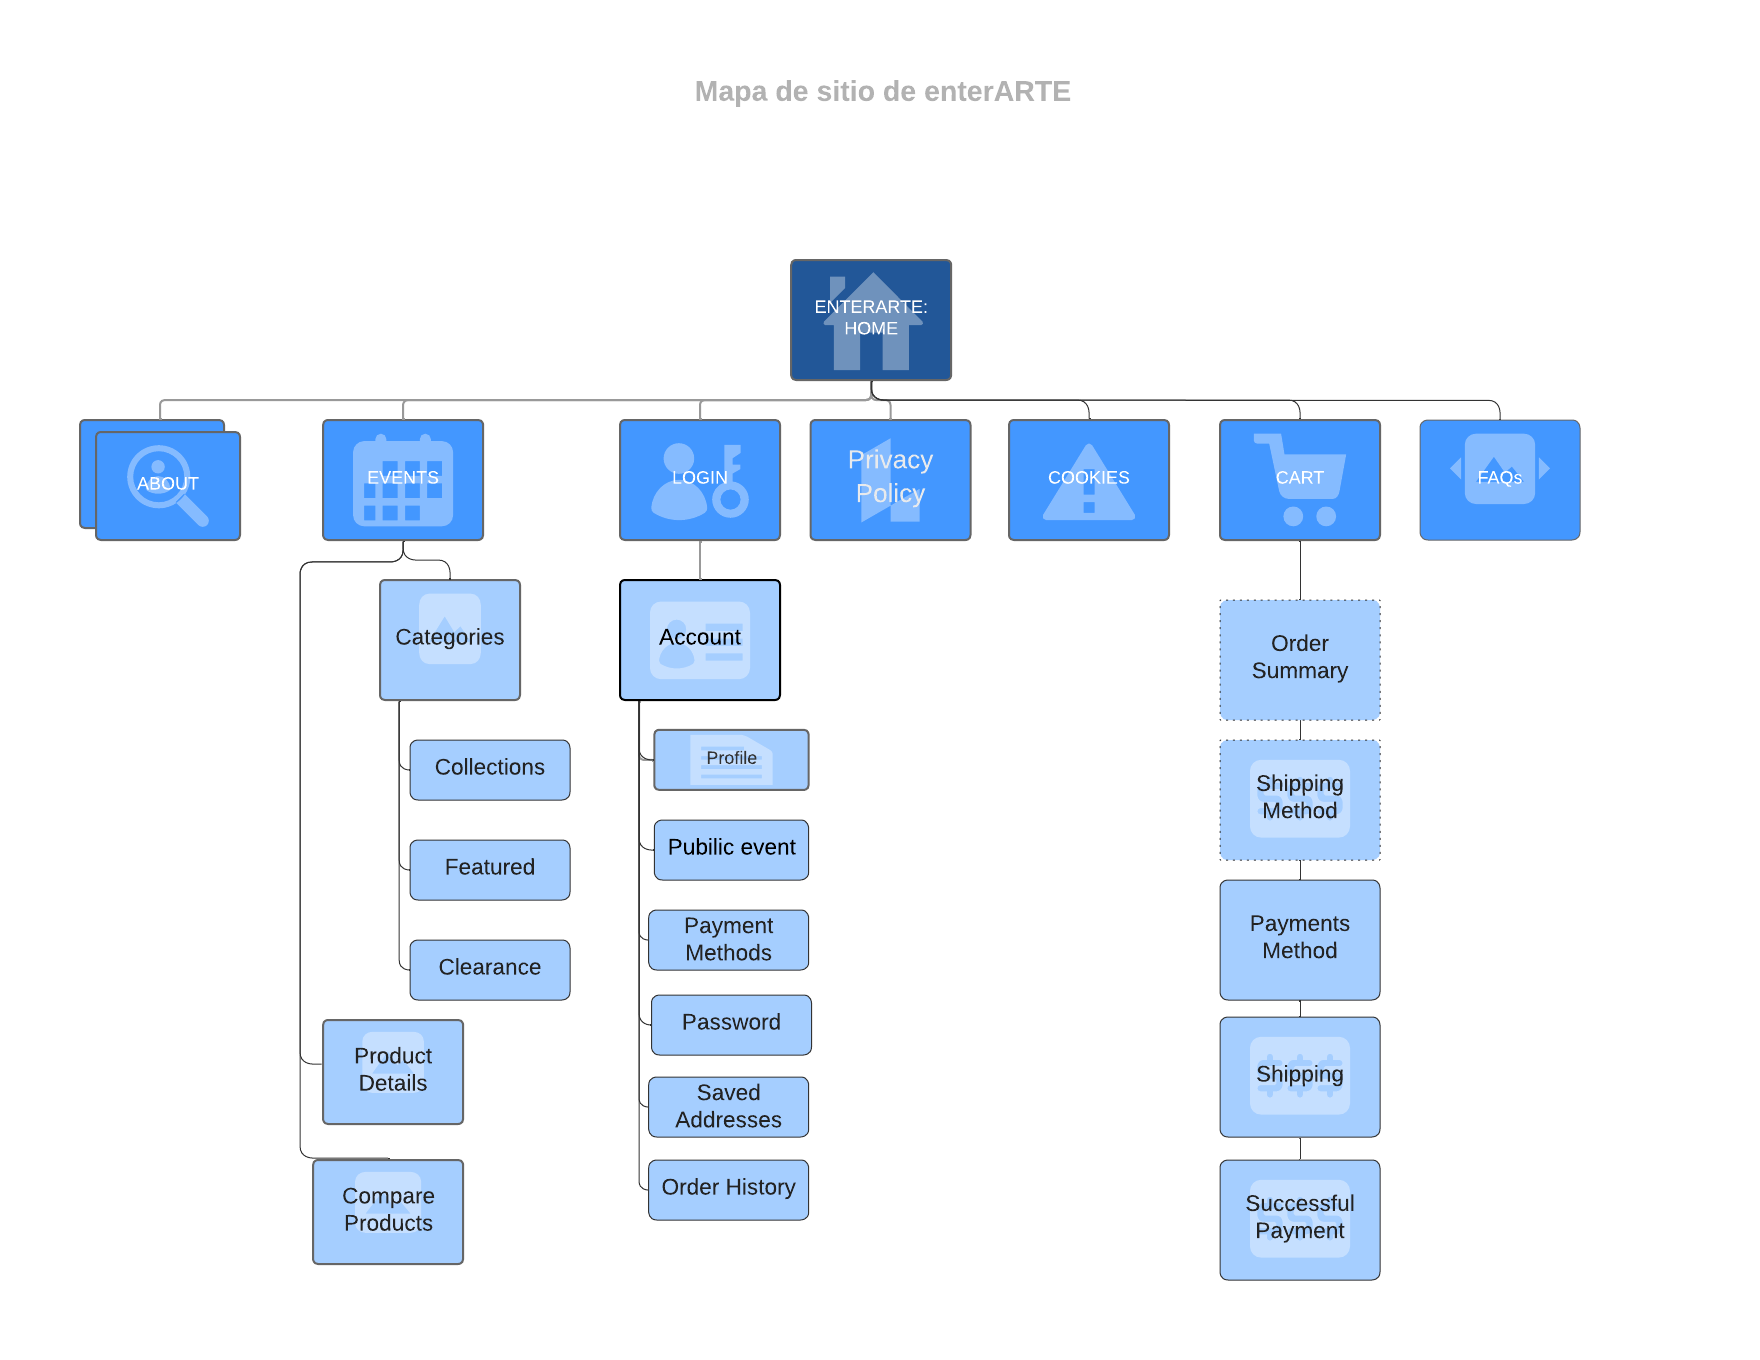 Mapa de sitio de enterARTE
ENTERARTE:
HOME
ABOUT
EVENTS
LOGIN
Privacy
Policy
COOKIES
CART
FAQs
Categories
Collections
Featured
Clearance
Product
Details
Compare
Products
Account
Profile
Pubilic event
Payment
Methods
Password
Saved
Addresses
Order History
Order
Summary
Shipping
Method
Payments
Method
Shipping
Successful
Payment